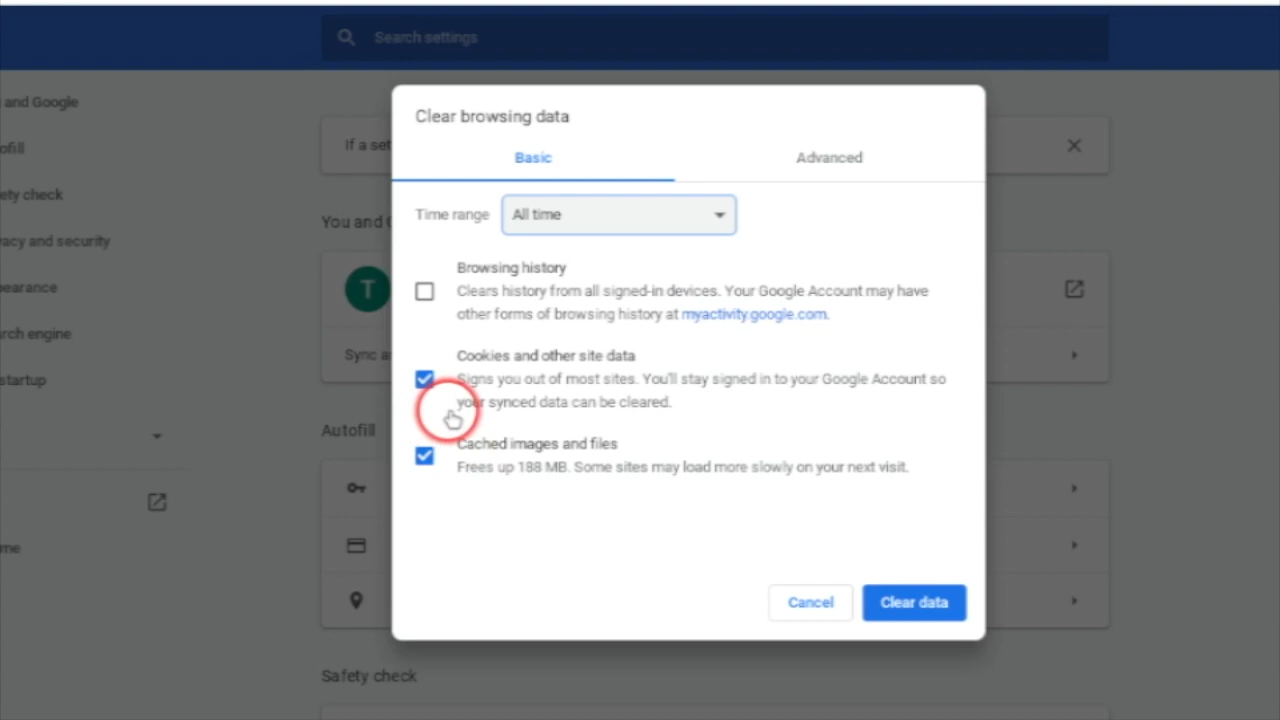 Search settings
and Google
ofill
ety check
vacy and security
pearance
rch engine
startup
me
If a set
You and G
T
Sync a
Autofill
Safety check
Clear browsing data
Basic
Advanced
Time range
All time
Browsing history
Clears history from all signed-in devices. Your Google Account may have
other forms of browsing history at myactivity.google.com.
Cookies and other site data
Signs you out of most sites. You'll stay signed in to your Google Account so
your synced data can be cleared.
Cached images and files
Frees up 188 MB. Some sites may load more slowly on your next visit.
Cancel
Clear data